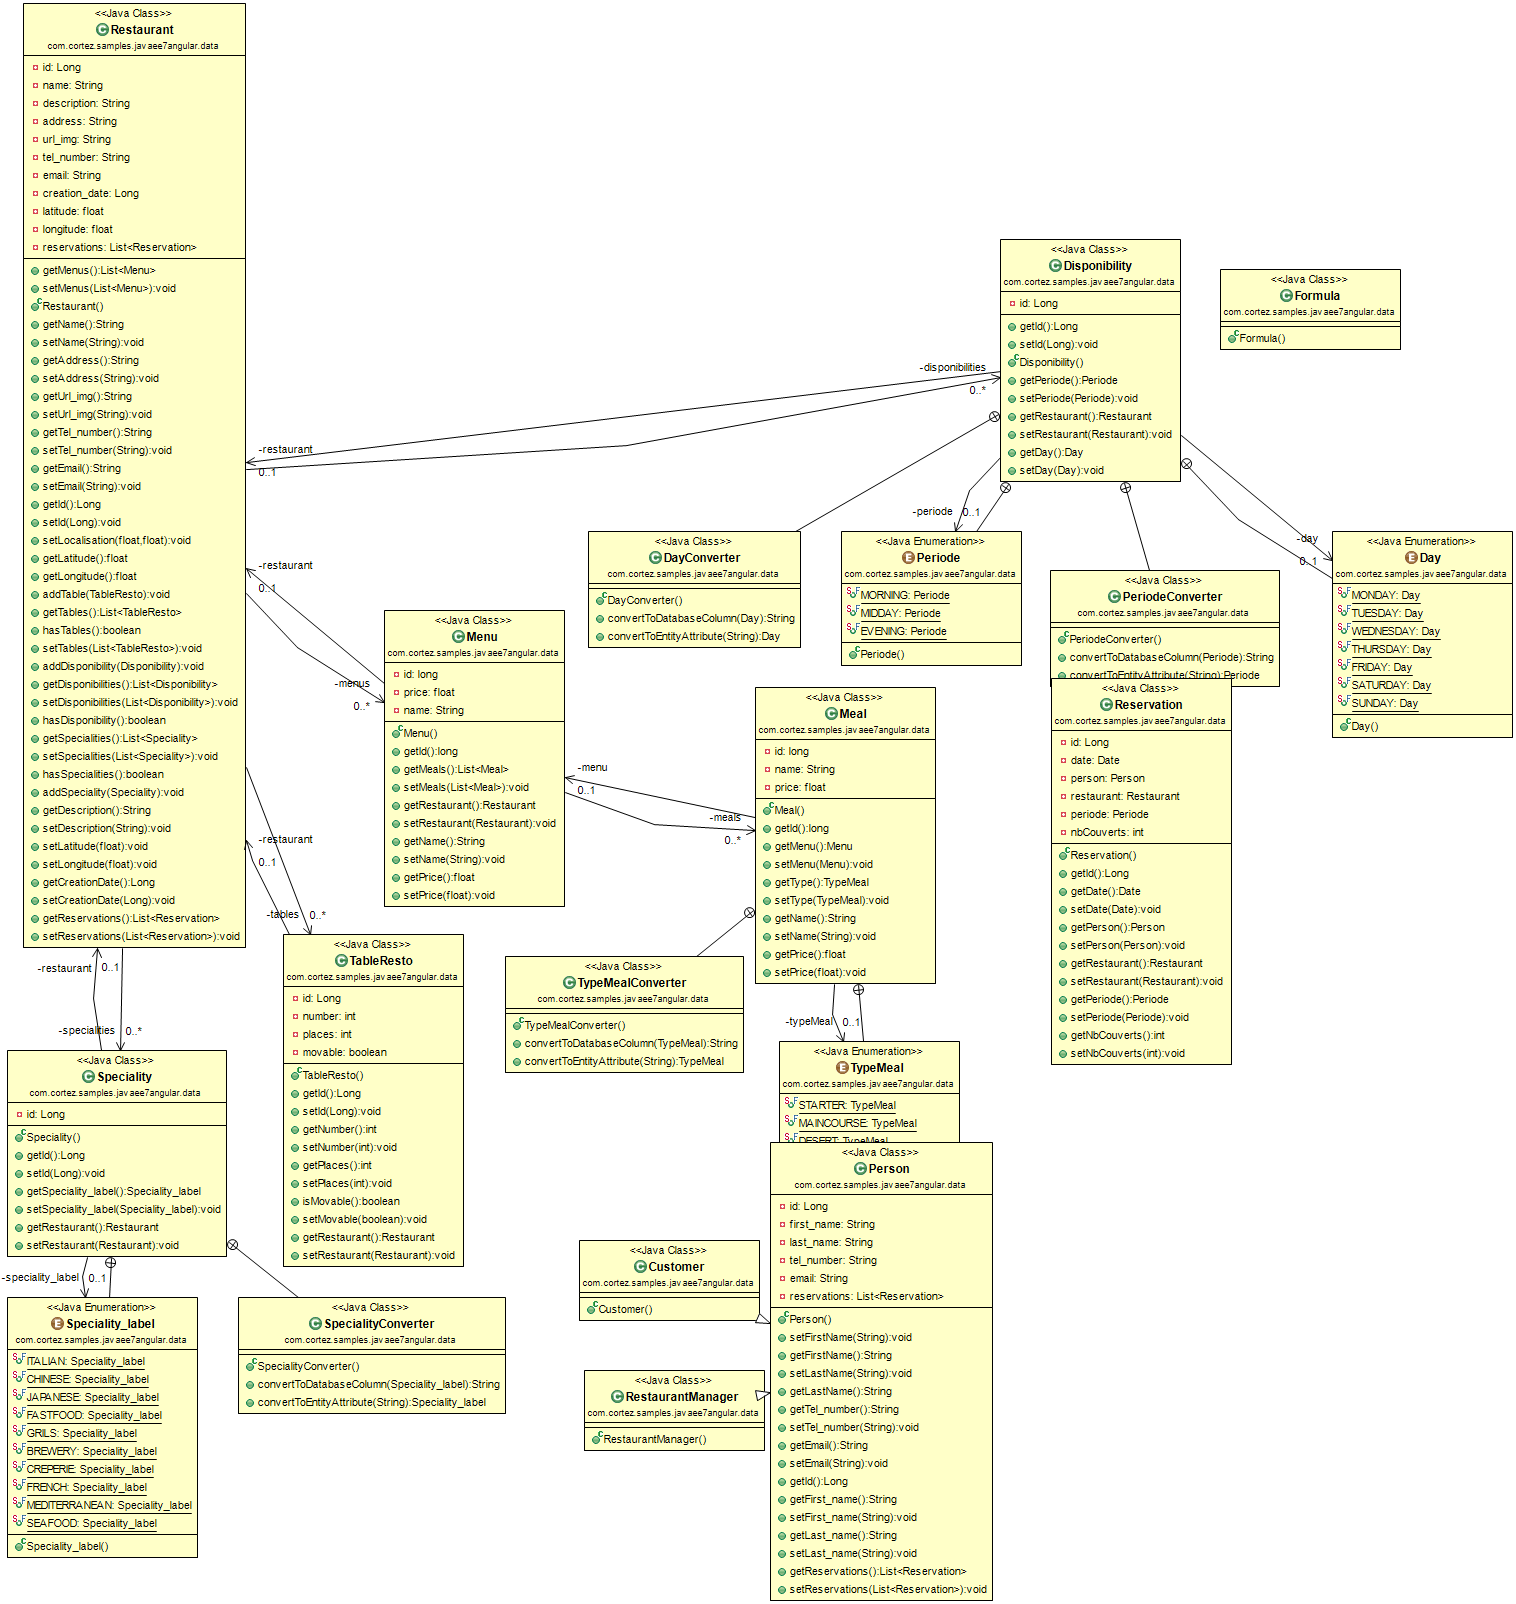 <<Java Class>>
Restaurant
com.cortez.samples.javaee7angular.data
id: Long
name: String
description: String
address: String
url_img: String
tel_number: String
email: String
creation_date: Long
latitude: float
longitude: float
reservations: List<Reservation>
getMenus():List<Menu>
setMenus(List<Menu>):void
Restaurant()
getName():String
setName(String):void
getAddress():String
setAddress(String):void
getUrl_img():String
setUrl_img(String):void
getTel_number():String
setTel_number(String):void
getEmail():String
setEmail(String):void
getId():Long
setId(Long):void
setLocalisation(float,float):void
getLatitude():float
getLongitude():float
addTable(TableResto):void
getTables():List<TableResto>
hasTables():boolean
setTables(List<TableResto>):void
addDisponibility(Disponibility):void
getDisponibilities():List<Disponibility>
setDisponibilities(List<Disponibility>):void
hasDisponibility():boolean
getSpecialities():List<Speciality>
setSpecialities(List<Speciality>):void
hasSpecialities():boolean
addSpeciality(Speciality):void
getDescription():String
setDescription(String):void
setLatitude(float):void
setLongitude(float):void
getCreationDate():Long
setCreationDate(Long):void
getReservations():List<Reservation>
setReservations(List<Reservation>):void
<<Java Class>>
Disponibility
com.cortez.samples.javaee7angular.data
id: Long
getId():Long
setId(Long):void
Disponibility()
getPeriode():Periode
setPeriode(Periode):void
getRestaurant():Restaurant
setRestaurant(Restaurant):void
getDay():Day
setDay(Day):void
<<Java Class>>
Formula
com.cortez.samples.javaee7angular.data
Formula()
-disponibilities
0..*
-restaurant
0..1
-periode
0..1
-day
0..1
<<Java Class>>
DayConverter
com.cortez.samples.javaee7angular.data
DayConverter()
convertToDatabaseColumn(Day):String
convertToEntityAttribute(String):Day
<<Java Enumeration>>
Periode
com.cortez.samples.javaee7angular.data
MORNING: Periode
MIDDAY: Periode
EVENING: Periode
Periode()
<<Java Class>>
PeriodeConverter
com.cortez.samples.javaee7angular.data
PeriodeConverter()
convertToDatabaseColumn(Periode):String
convertToEntityAttribute(String):Periode
<<Java Enumeration>>
Day
com.cortez.samples.javaee7angular.data
MONDAY: Day
TUESDAY: Day
WEDNESDAY: Day
THURSDAY: Day
FRIDAY: Day
SATURDAY: Day
SUNDAY: Day
Day()
-restaurant
0..1
-menus
0..*
<<Java Class>>
Menu
com.cortez.samples.javaee7angular.data
id: long
price: float
name: String
Menu()
getId():long
getMeals():List<Meal>
setMeals(List<Meal>):void
getRestaurant():Restaurant
setRestaurant(Restaurant):void
getName():String
setName(String):void
getPrice():float
setPrice(float):void
-menu
0..1
-meals
0..*
<<Java Class>>
Meal
com.cortez.samples.javaee7angular.data
id: long
name: String
price: float
Meal()
getId():long
getMenu():Menu
setMenu(Menu):void
getType():TypeMeal
setType(TypeMeal):void
getName():String
setName(String):void
getPrice():float
setPrice(float):void
<<Java Class>>
Reservation
com.cortez.samples.javaee7angular.data
id: Long
date: Date
person: Person
restaurant: Restaurant
periode: Periode
nbCouverts: int
Reservation()
getId():Long
getDate():Date
setDate(Date):void
getPerson():Person
setPerson(Person):void
getRestaurant():Restaurant
setRestaurant(Restaurant):void
getPeriode():Periode
setPeriode(Periode):void
getNbCouverts():int
setNbCouverts(int):void
-restaurant
0..1
-tables
0..*
<<Java Class>>
TableResto
com.cortez.samples.javaee7angular.data
id: Long
number: int
places: int
movable: boolean
TableResto()
getId():Long
setId(Long):void
getNumber():int
setNumber(int):void
getPlaces():int
setPlaces(int):void
isMovable():boolean
setMovable(boolean):void
getRestaurant():Restaurant
setRestaurant(Restaurant):void
<<Java Class>>
TypeMealConverter
com.cortez.samples.javaee7angular.data
TypeMealConverter()
convertToDatabaseColumn(TypeMeal):String
convertToEntityAttribute(String):TypeMeal
-typeMeal
0..1
<<Java Enumeration>>
TypeMeal
com.cortez.samples.javaee7angular.data
STARTER: TypeMeal
MAINCOURSE: TypeMeal
DESERT: TypeMeal
-restaurant
0..1
-specialities
0..*
<<Java Class>>
Speciality
com.cortez.samples.javaee7angular.data
id: Long
Speciality()
getId():Long
setId(Long):void
getSpeciality_label():Speciality_label
setSpeciality_label(Speciality_label):void
getRestaurant():Restaurant
setRestaurant(Restaurant):void
-speciality_label
0..1
<<Java Enumeration>>
Speciality_label
com.cortez.samples.javaee7angular.data
ITALIAN: Speciality_label
CHINESE: Speciality_label
JAPANESE: Speciality_label
FASTFOOD: Speciality_label
GRILS: Speciality_label
BREWERY: Speciality_label
CREPERIE: Speciality_label
FRENCH: Speciality_label
MEDITERRANEAN: Speciality_label
SEAFOOD: Speciality_label
Speciality_label()
<<Java Class>>
SpecialityConverter
com.cortez.samples.javaee7angular.data
SpecialityConverter()
convertToDatabaseColumn(Speciality_label):String
convertToEntityAttribute(String):Speciality_label
<<Java Class>>
Customer
com.cortez.samples.javaee7angular.data
Customer()
<<Java Class>>
RestaurantManager
com.cortez.samples.javaee7angular.data
RestaurantManager()
<<Java Class>>
Person
com.cortez.samples.javaee7angular.data
id: Long
first_name: String
last_name: String
tel_number: String
email: String
reservations: List<Reservation>
Person()
setFirstName(String):void
getFirstName():String
setLastName(String):void
getLastName():String
getTel_number():String
setTel_number(String):void
getEmail():String
setEmail(String):void
getId():Long
getFirst_name():String
setFirst_name(String):void
getLast_name():String
setLast_name(String):void
getReservations():List<Reservation>
setReservations(List<Reservation>):void